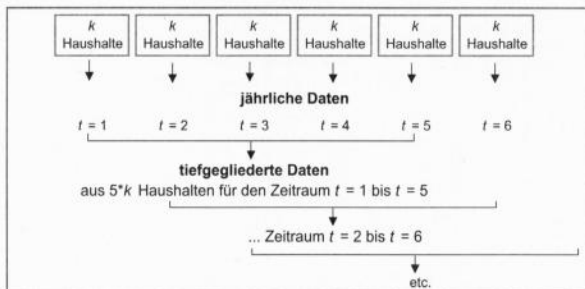 k k k k k k
Haushalte Haushalte Haushalte Haushalte Haushalte Haushalte
jährliche Daten
t = 1 t = 2 t = 3 t = 4 t = 5 t = 6
tiefgegliederte Daten
aus 5*k Haushalten für den Zeitraum t = 1 bis t = 5
... Zeitraum t = 2 bis t = 6
etc.